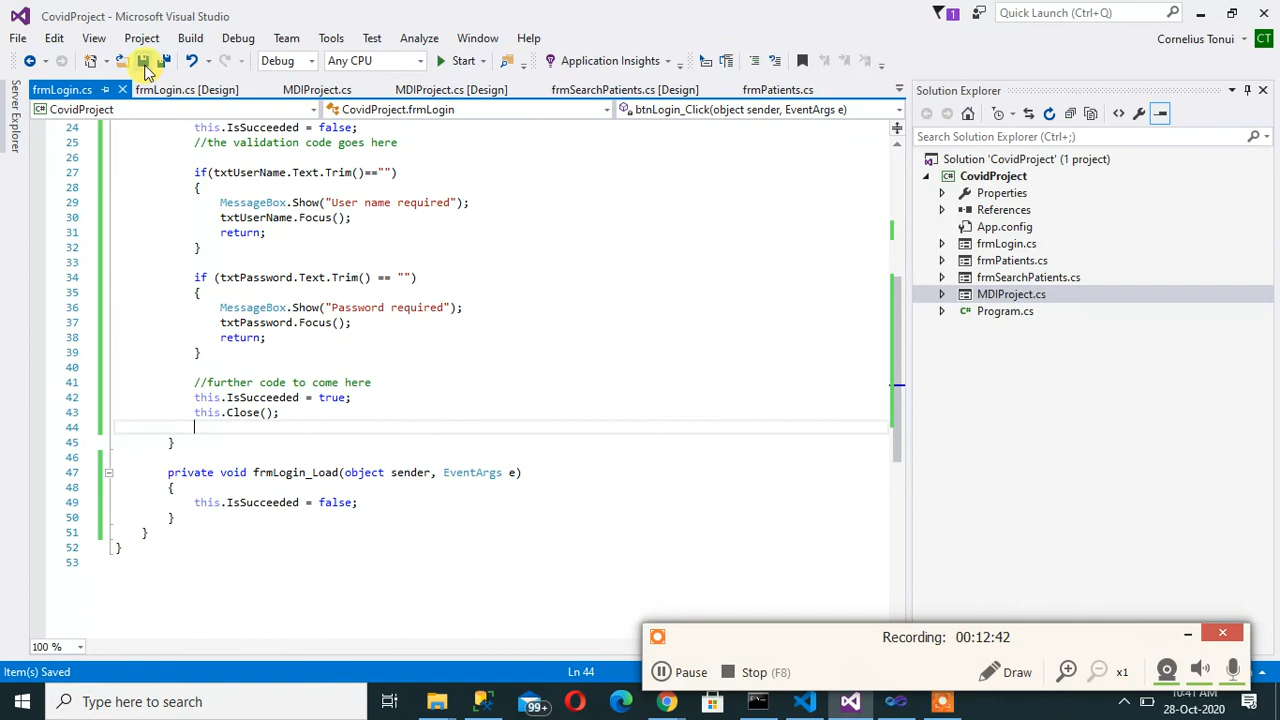 CovidProject - Microsoft Visual Studio
1
Quick Launch (Ctrl+Q)
File Edit View Project Build Debug Team Tools Test Analyze Window Help
Cornelius Tonui CT
Debug Any CPU Start Application Insights
frmLogin.cs frmLogin.cs [Design] MDIProject.cs MDIProject.cs [Design] frmSearchPatients.cs [Design] frmPatients.cs
CovidProject CovidProject.frmLogin btnLogin_Click(object sender, EventArgs e)
Server Explorer
24 this.IsSucceeded = false;
25 //the validation code goes here
26
27 if(txtUserName.Text.Trim()=="")
28 {
29 MessageBox.Show("User name required");
30 txtUserName.Focus();
31 return;
32 }
33
34 if (txtPassword.Text.Trim() == "")
35 {
36 MessageBox.Show("Password required");
37 txtPassword.Focus();
38 return;
39 }
40
41 //further code to come here
42 this.IsSucceeded = true;
43 this.Close();
44
45 }
46
47 private void frmLogin_Load(object sender, EventArgs e)
48 {
49 this.IsSucceeded = false;
50 }
51 }
52 }
53
100 %
Item(s) Saved
Ln 44
Solution Explorer
Search Solution Explorer (Ctrl+;)
Solution 'CovidProject' (1 project)
CovidProject
Properties
References
App.config
frmLogin.cs
frmPatients.cs
frmSearchPatients.cs
MDIProject.cs
Program.cs
Recording: 00:12:42
Pause Stop (F8) Draw x1
Type here to search
99+
10:41 AM
28-Oct-2020